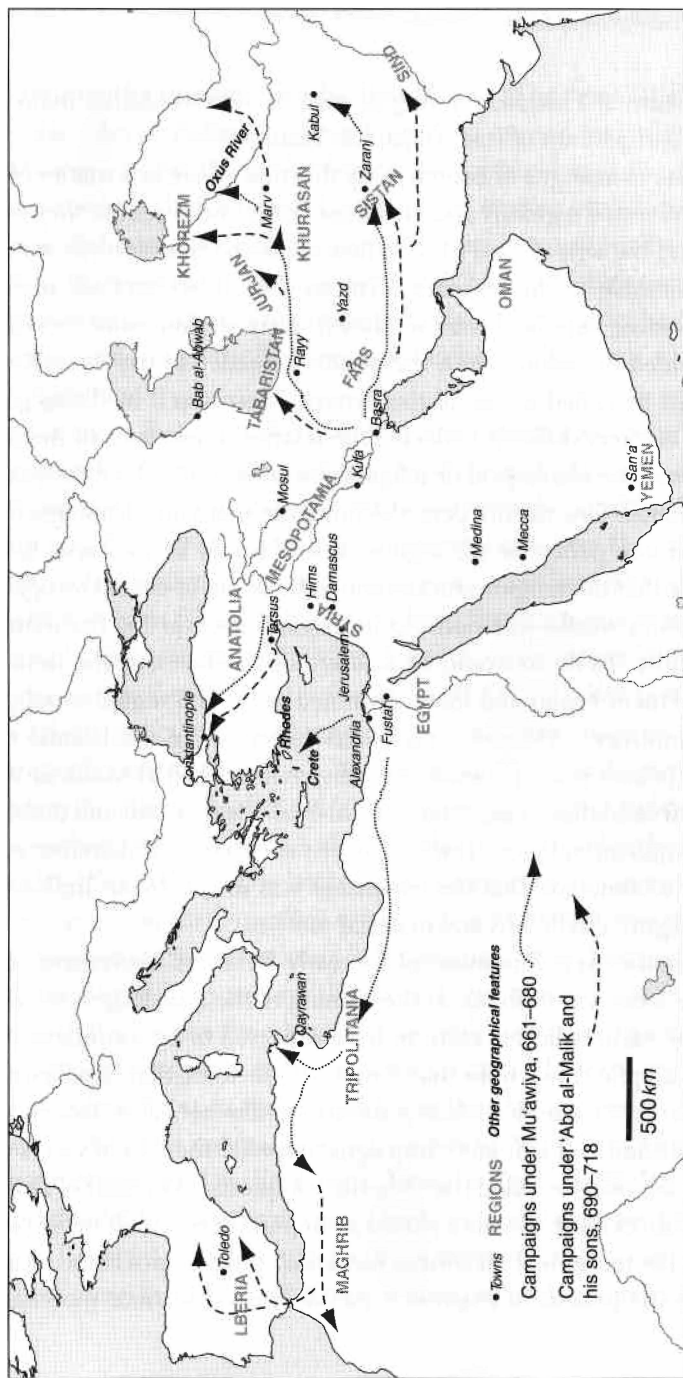 Constantinople
ANATOLIA
Tarsus
Rhodes
Crete
Toledo
LBERIA
MAGHRIB
Qayrawan
TRIPOLITANIA
Alexandria
Fustat
EGYPT
Jerusalem
SYRIA
Damascus
Hims
Mosul
MESOPOTAMIA
Kufa
Basra
Medina
Mecca
San'a
YEMEN
OMAN
Bab al-Abwab
TABARISTAN
Rayy
JURJAN
KHOREZM
Oxus River
Marv
KHURASAN
Yazd
FARS
Kabul
Zaranj
SISTAN
SIND
Towns REGIONS Other geographical features
Campaigns under Mu'awiya, 661–680
Campaigns under 'Abd al-Malik and
his sons, 690–718
500 km